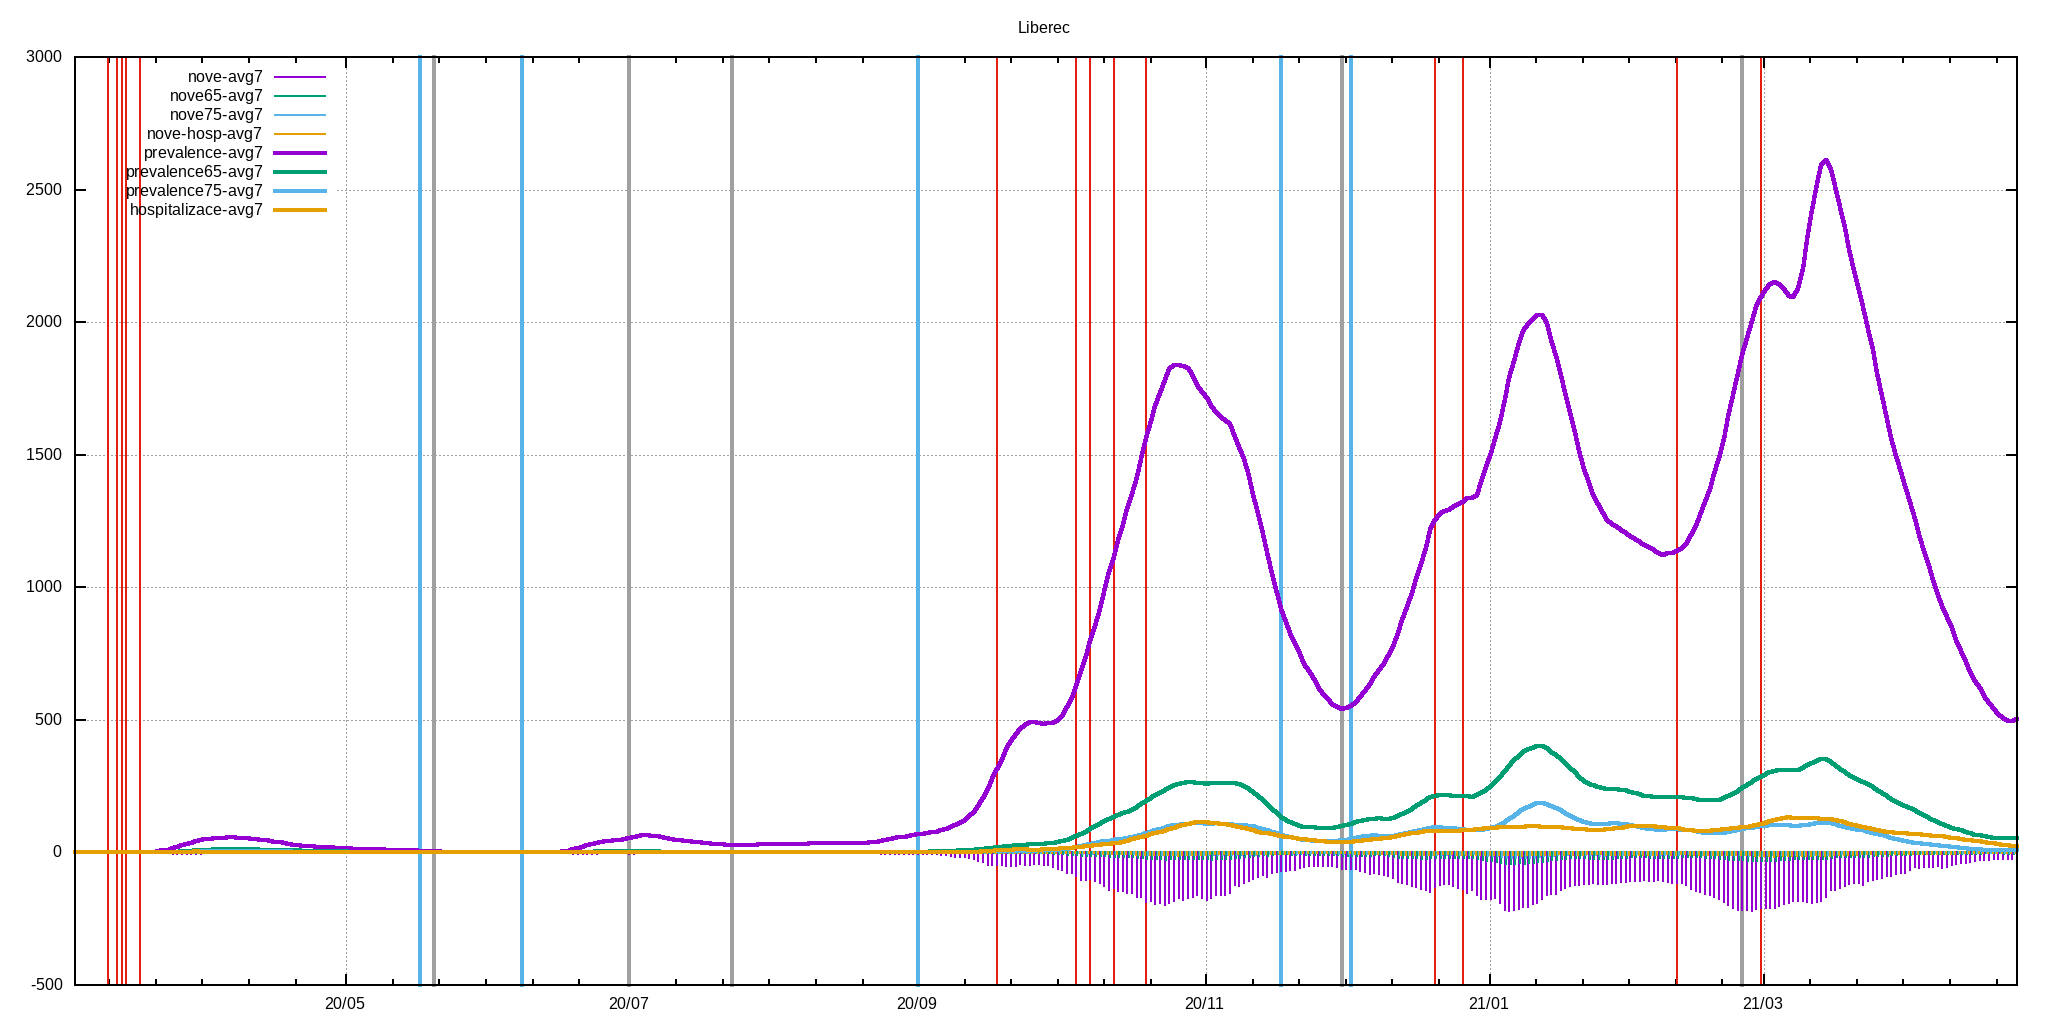 Liberec
3000
2500
2000
1500
1000
500
0
-500
nove-avg7
nove65-avg7
nove75-avg7
nove-hosp-avg7
prevalence-avg7
prevalence65-avg7
prevalence75-avg7
hospitalizace-avg7
20/05
20/07
20/09
20/11
21/01
21/03